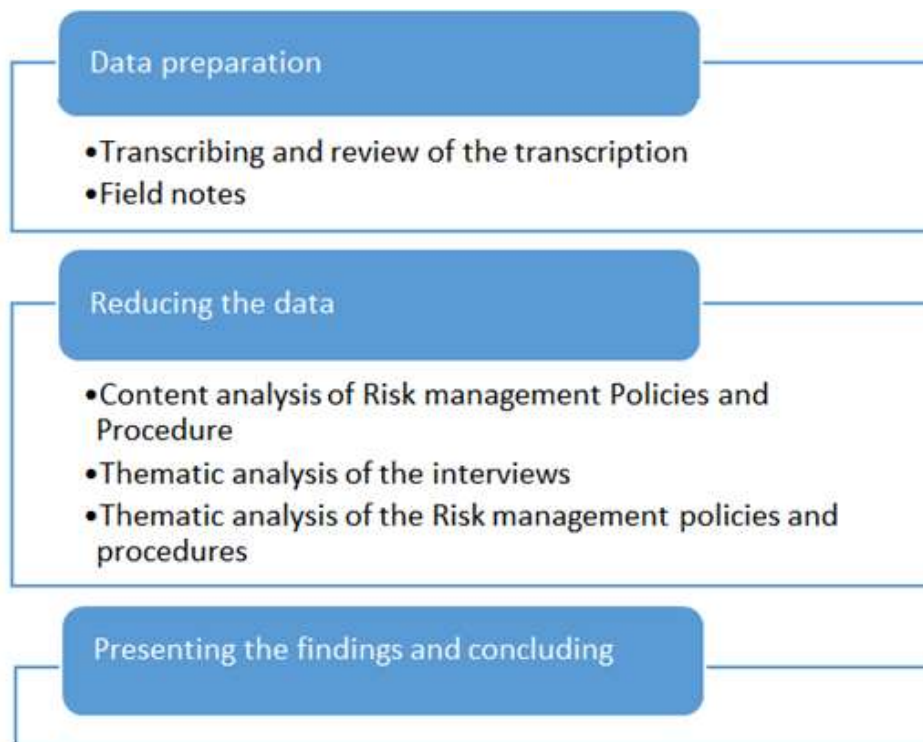 Data preparation
•Transcribing and review of the transcription
•Field notes
Reducing the data
•Content analysis of Risk management Policies and
Procedure
•Thematic analysis of the interviews
•Thematic analysis of the Risk management policies and
procedures
Presenting the findings and concluding